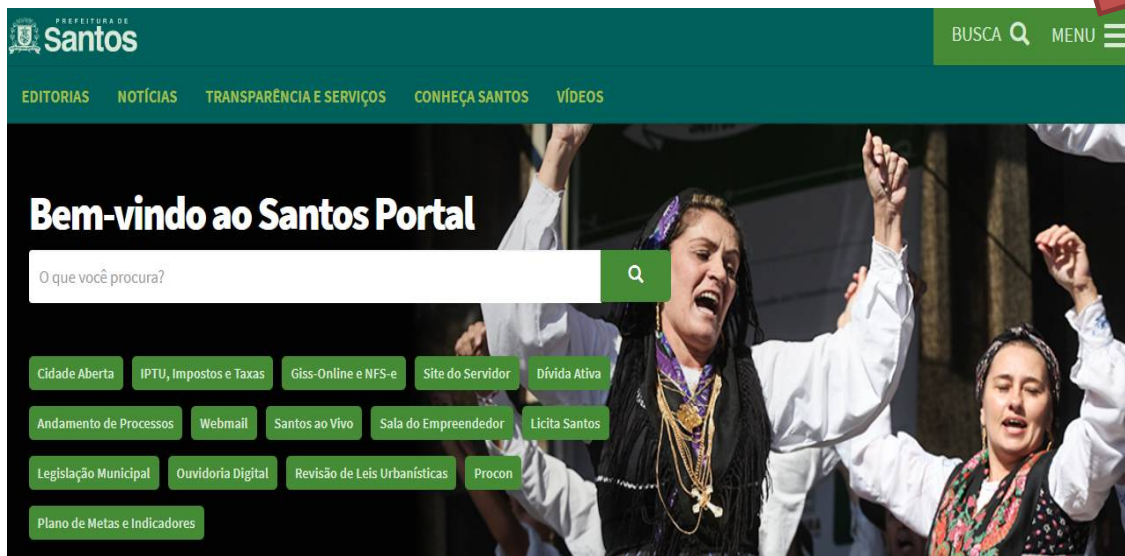 PREFEITURA DE
Santos
BUSCA MENU
EDITORIAS NOTÍCIAS TRANSPARÊNCIA E SERVIÇOS CONHEÇA SANTOS VÍDEOS
Bem-vindo ao Santos Portal
O que você procura?
Cidade Aberta IPTU, Impostos e Taxas Giss-Online e NFS-e Site do Servidor Dívida Ativa
Andamento de Processos Webmail Santos ao Vivo Sala do Empreendedor Licita Santos
Legislação Municipal Ouvidoria Digital Revisão de Leis Urbanísticas Procon
Plano de Metas e Indicadores